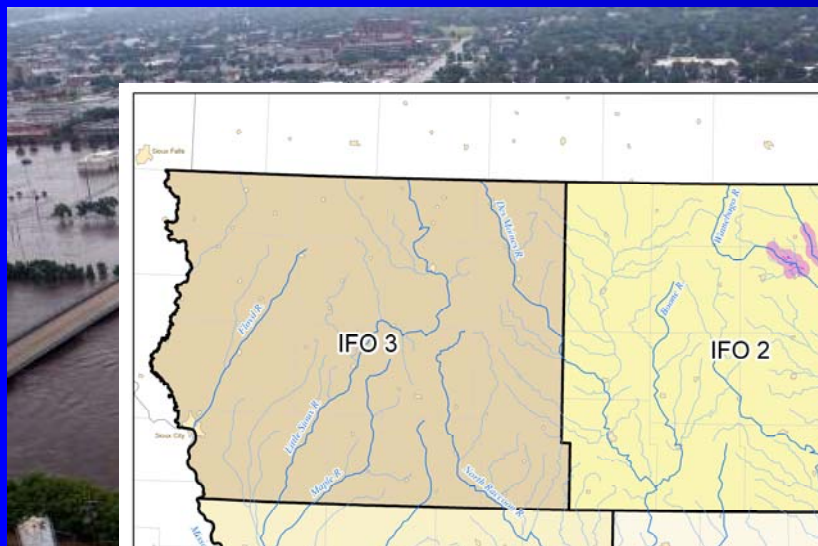 Sioux Falls
Des Moines R.
Winnebago R.
Floyd R.
Boone R.
IFO 3
IFO 2
Sioux City
Little Sioux R.
Maple R.
North Raccoon R.